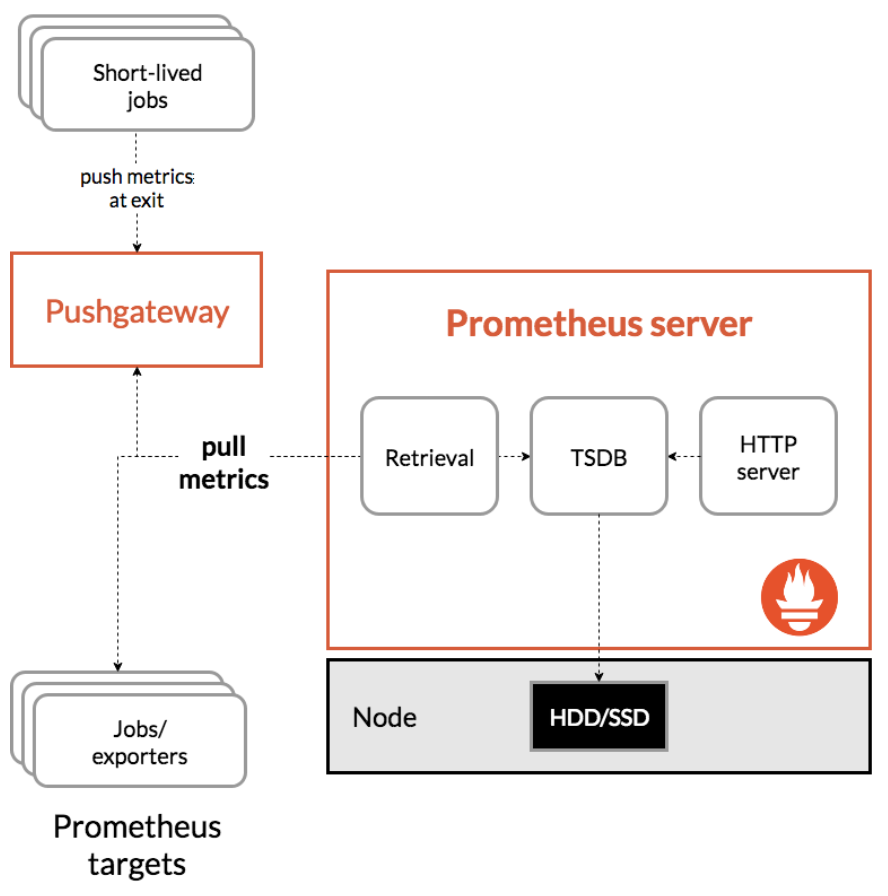 Short-lived
jobs
push metrics
at exit
Pushgateway
Prometheus server
pull
metrics
Retrieval
TSDB
HTTP
server
Node
HDD/SSD
Jobs/
exporters
Prometheus
targets